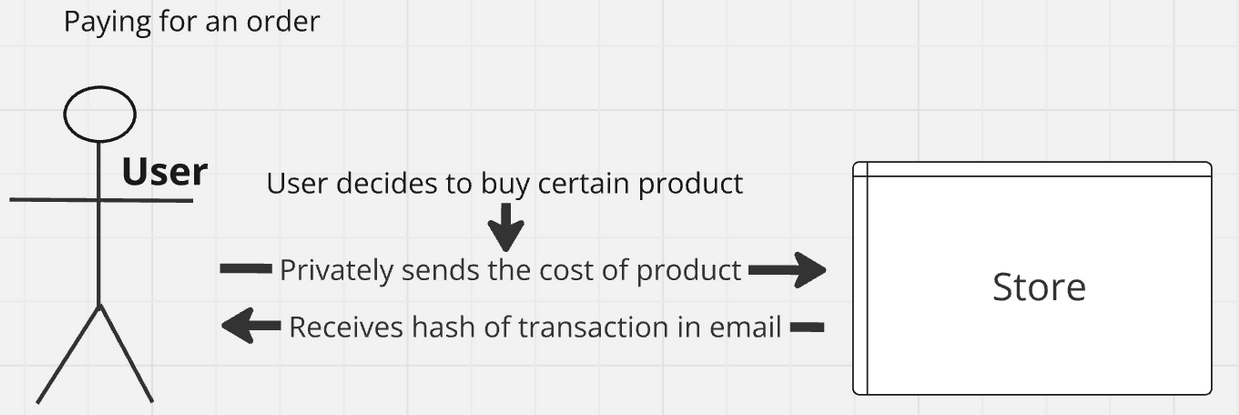 Paying for an order
User
User decides to buy certain product
Privately sends the cost of product
Receives hash of transaction in email
Store